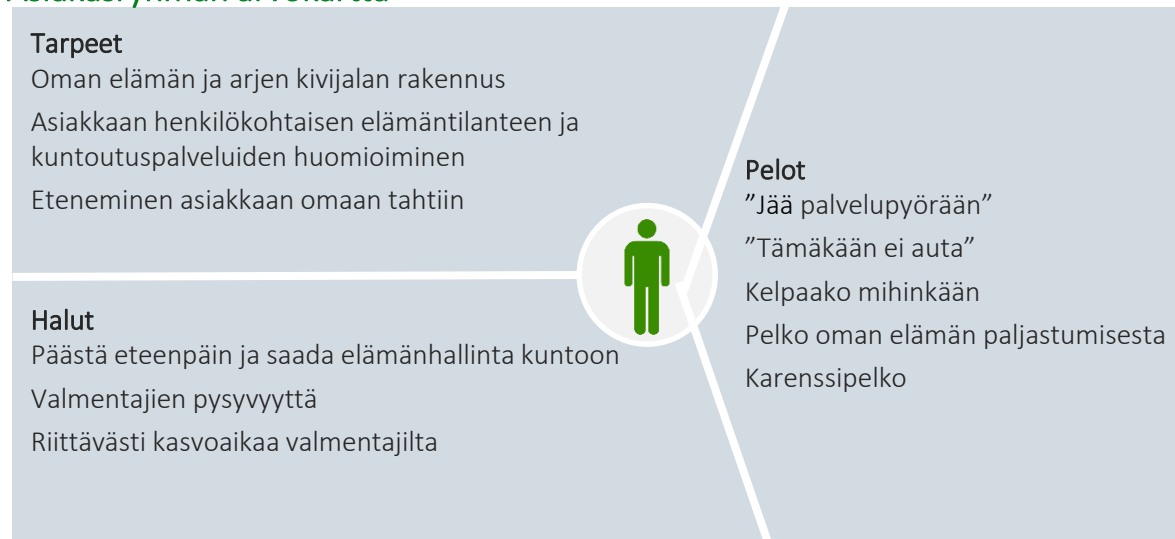 Asiakasryhmän arvokartta
Tarpeet
Oman elämän ja arjen kivijalan rakennus
Asiakkaan henkilökohtaisen elämäntilanteen ja
kuntoutuspalveluiden huomioiminen
Eteneminen asiakkaan omaan tahtiin
Halut
Päästä eteenpäin ja saada elämänhallinta kuntoon
Valmentajien pysyvyyttä
Riittävästi kasvoaikaa valmentajilta
Pelot
”Jää palvelupyörään”
”Tämäkään ei auta”
Kelpaako mihinkään
Pelko oman elämän paljastumisesta
Karenssipelko